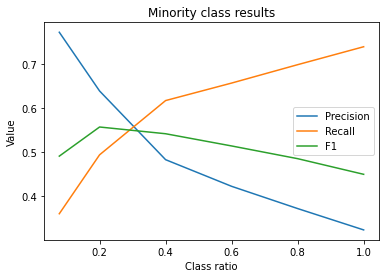 Minority class results
Value
0.7
0.6
0.5
0.4
Precision
Recall
F1
0.2
0.4
0.6
0.8
1.0
Class ratio